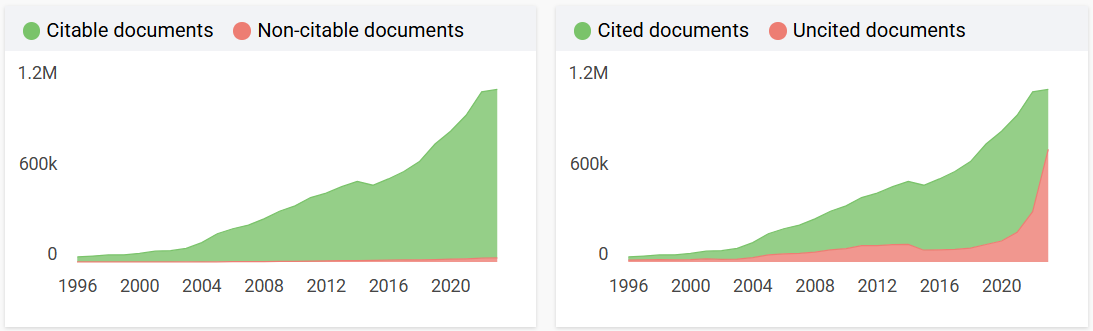 Citable documents Non-citable documents
1.2M
600k
0
1996 2000 2004 2008 2012 2016 2020
Cited documents Uncited documents
1.2M
600k
0
1996 2000 2004 2008 2012 2016 2020